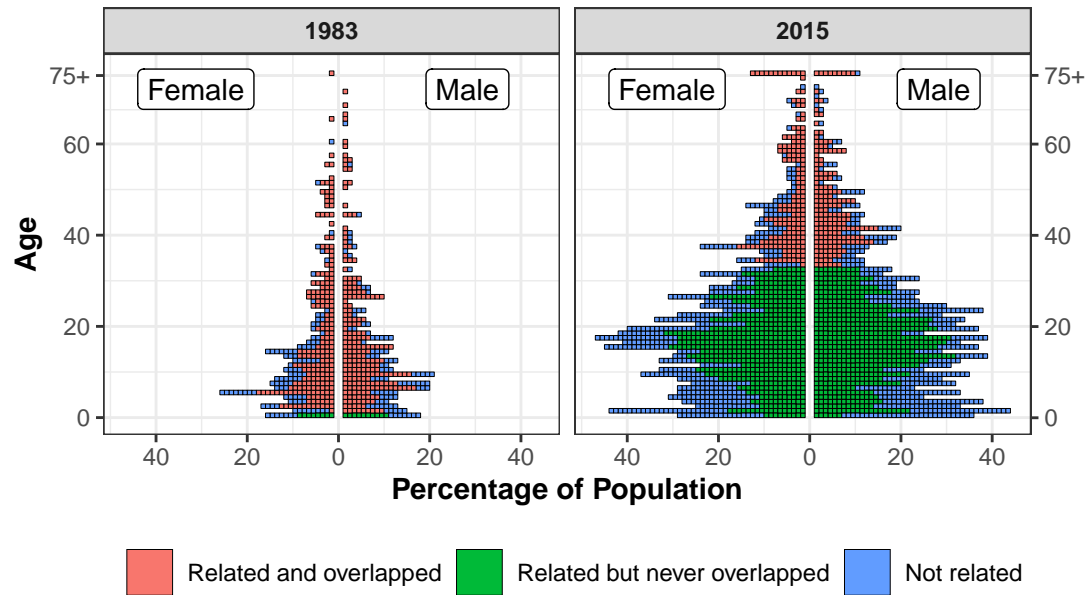 1983
2015
75+
60
40
20
0
Age
Female
Male
Female
Male
75+
60
40
20
0
40
20
0
20
40
40
20
0
20
40
Percentage of Population
Related and overlapped
Related but never overlapped
Not related